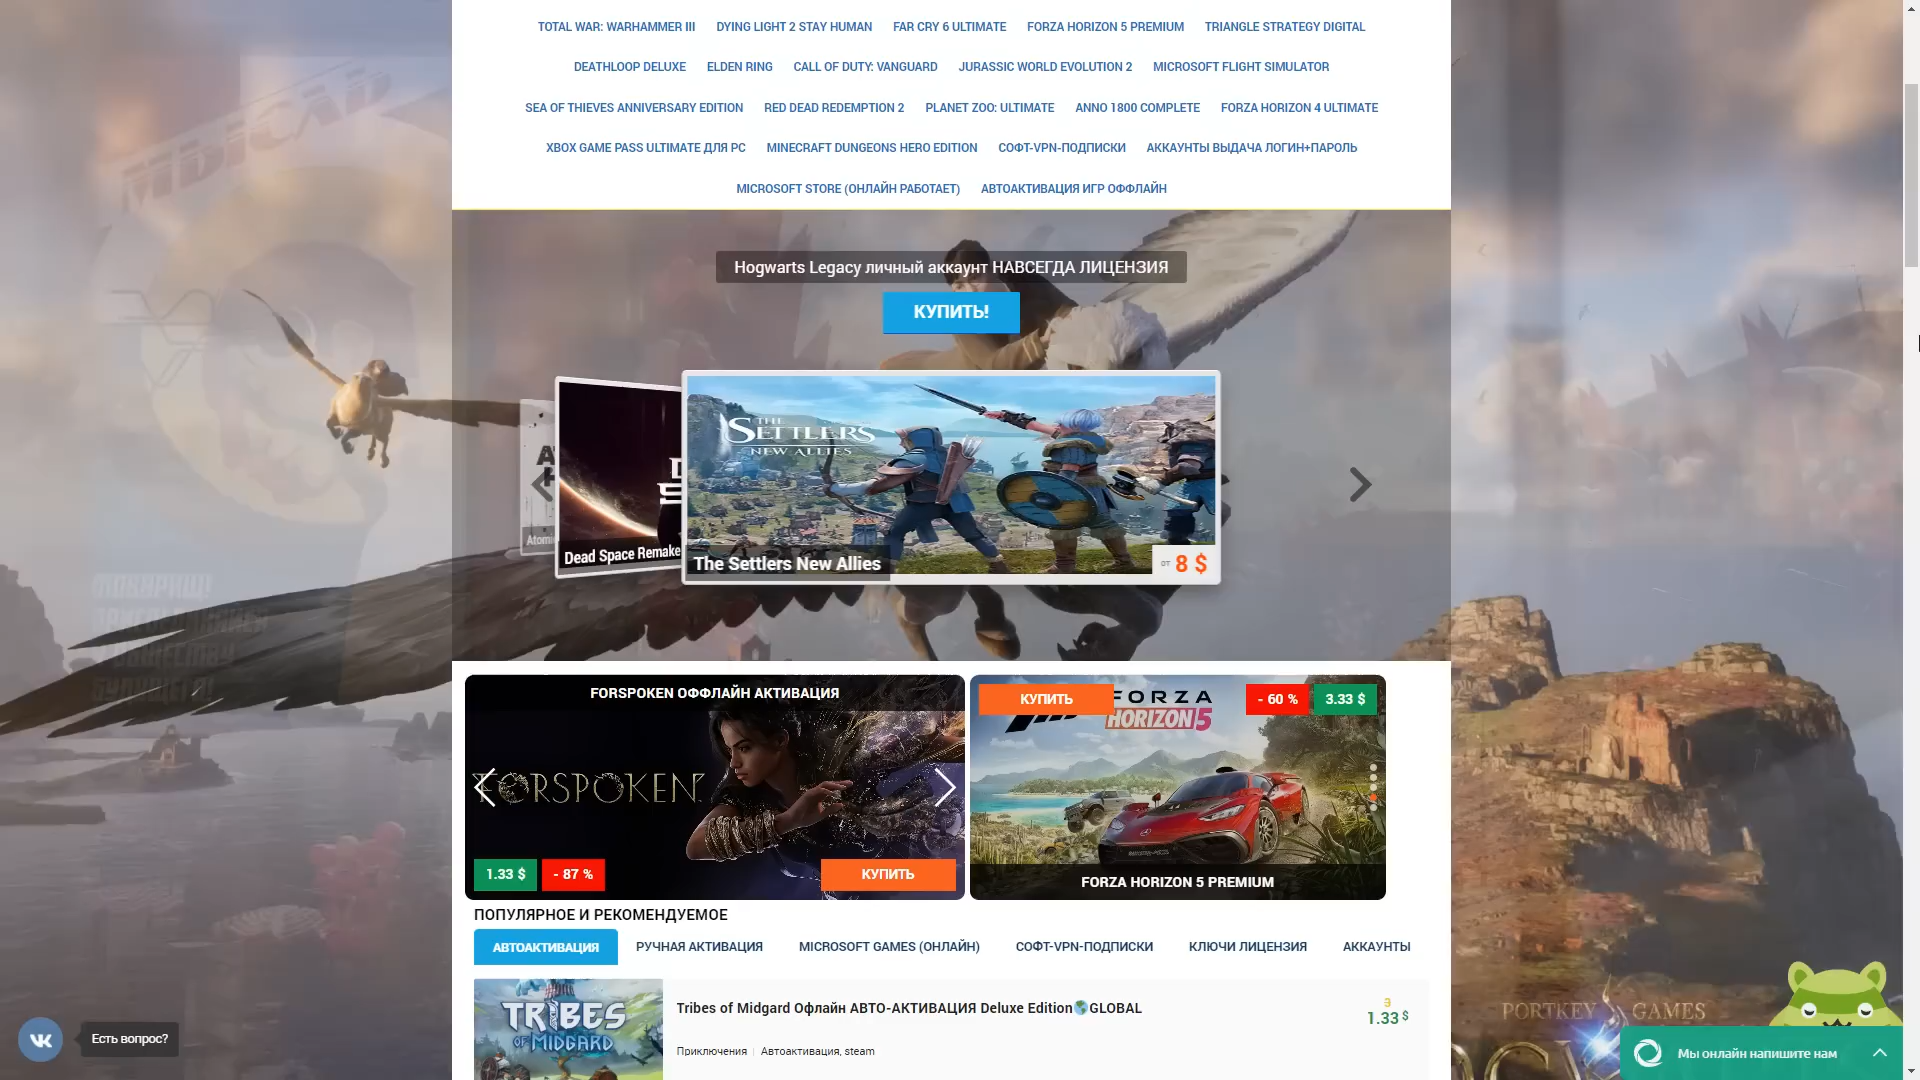 TOTAL WAR: WARHAMMER III DYING LIGHT 2 STAY HUMAN FAR CRY 6 ULTIMATE FORZA HORIZON 5 PREMIUM TRIANGLE STRATEGY DIGITAL
DEATHLOOP DELUXE ELDEN RING CALL OF DUTY: VANGUARD JURASSIC WORLD EVOLUTION 2 MICROSOFT FLIGHT SIMULATOR
SEA OF THIEVES ANNIVERSARY EDITION RED DEAD REDEMPTION 2 PLANET ZOO: ULTIMATE ANNO 1800 COMPLETE FORZA HORIZON 4 ULTIMATE
XBOX GAME PASS ULTIMATE ДЛЯ PC MINECRAFT DUNGEONS HERO EDITION СОФТ-VPN-ПОДПИСКИ АККАУНТЫ ВЫДАЧА ЛОГИН+ПАРОЛЬ
MICROSOFT STORE (ОНЛАЙН РАБОТАЕТ) АВТОАКТИВАЦИЯ ИГР ОФФЛАЙН
Hogwarts Legacy личный аккаунт НАВСЕГДА ЛИЦЕНЗИЯ
КУПИТЬ!
THE
SETTLERS
NEW ALLIES
Dead Space Remake
The Settlers New Allies
от 8 $
FORSPOKEN ОФФЛАЙН АКТИВАЦИЯ
FORSPOKEN
1.33 $ - 87 % КУПИТЬ
КУПИТЬ - 60 % 3.33 $
FORZA
HORIZON 5
FORZA HORIZON 5 PREMIUM
ПОПУЛЯРНОЕ И РЕКОМЕНДУЕМОЕ
АВТОАКТИВАЦИЯ РУЧНАЯ АКТИВАЦИЯ MICROSOFT GAMES (ОНЛАЙН) СОФТ-VPN-ПОДПИСКИ КЛЮЧИ ЛИЦЕНЗИЯ АККАУНТЫ
TRIBES
OF MIDGARD
Tribes of Midgard Офлайн АВТО-АКТИВАЦИЯ Deluxe Edition🌎GLOBAL
3
1.33 $
Приключения | Автоактивация, steam
Есть вопрос?
PORTKEY GAMES
Мы онлайн напишите нам